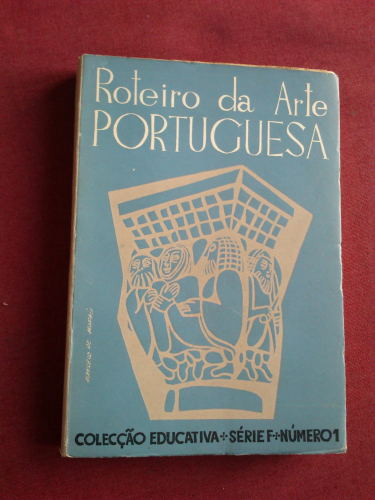 Roteiro da Arte
PORTUGUESA
COLECÇÃO EDUCATIVA + SÉRIE F + NÚMERO 1